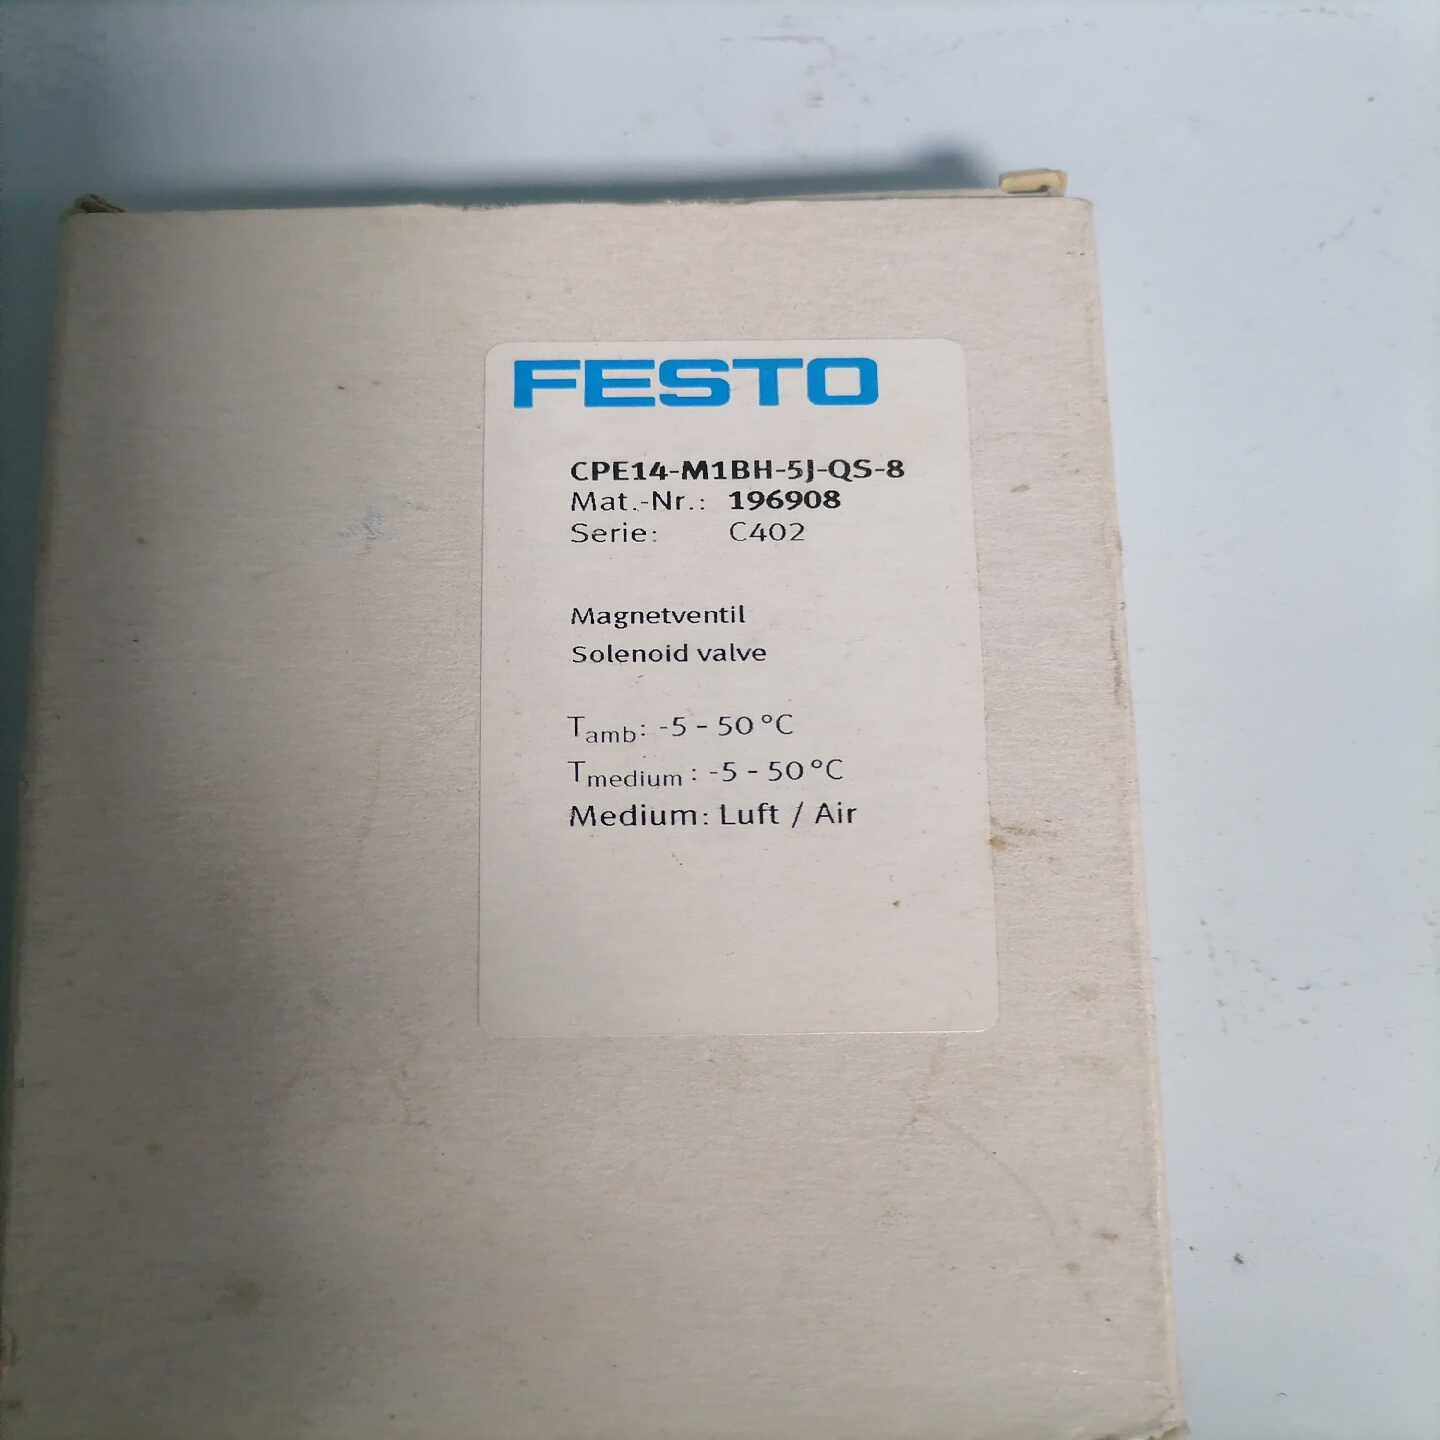 FESTO
CPE14-M1BH-5J-QS-8
Mat.-Nr.: 196908
Serie: C402
Magnetventil
Solenoid valve
Tamb: -5 - 50 °C
Tmedium : -5 - 50 °C
Medium: Luft / Air